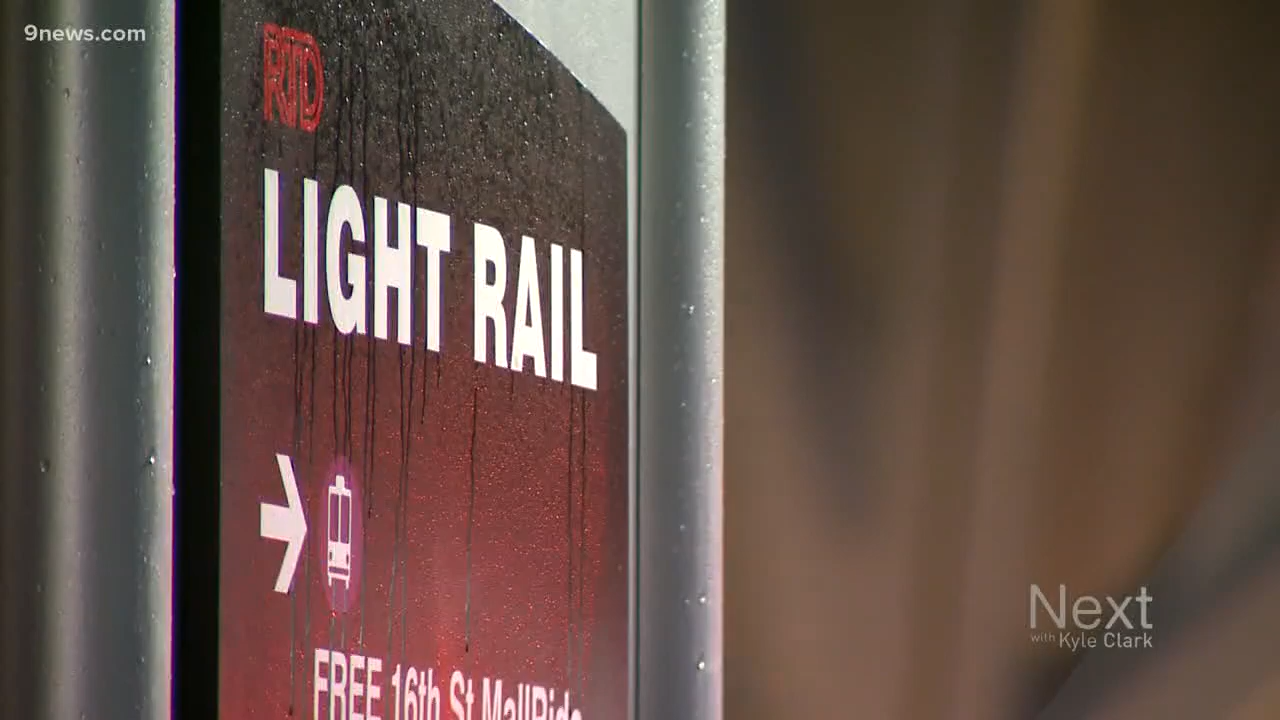 9news.com
RTD
LIGHT RAIL
FREE 16th St MallRide
Next
with Kyle Clark